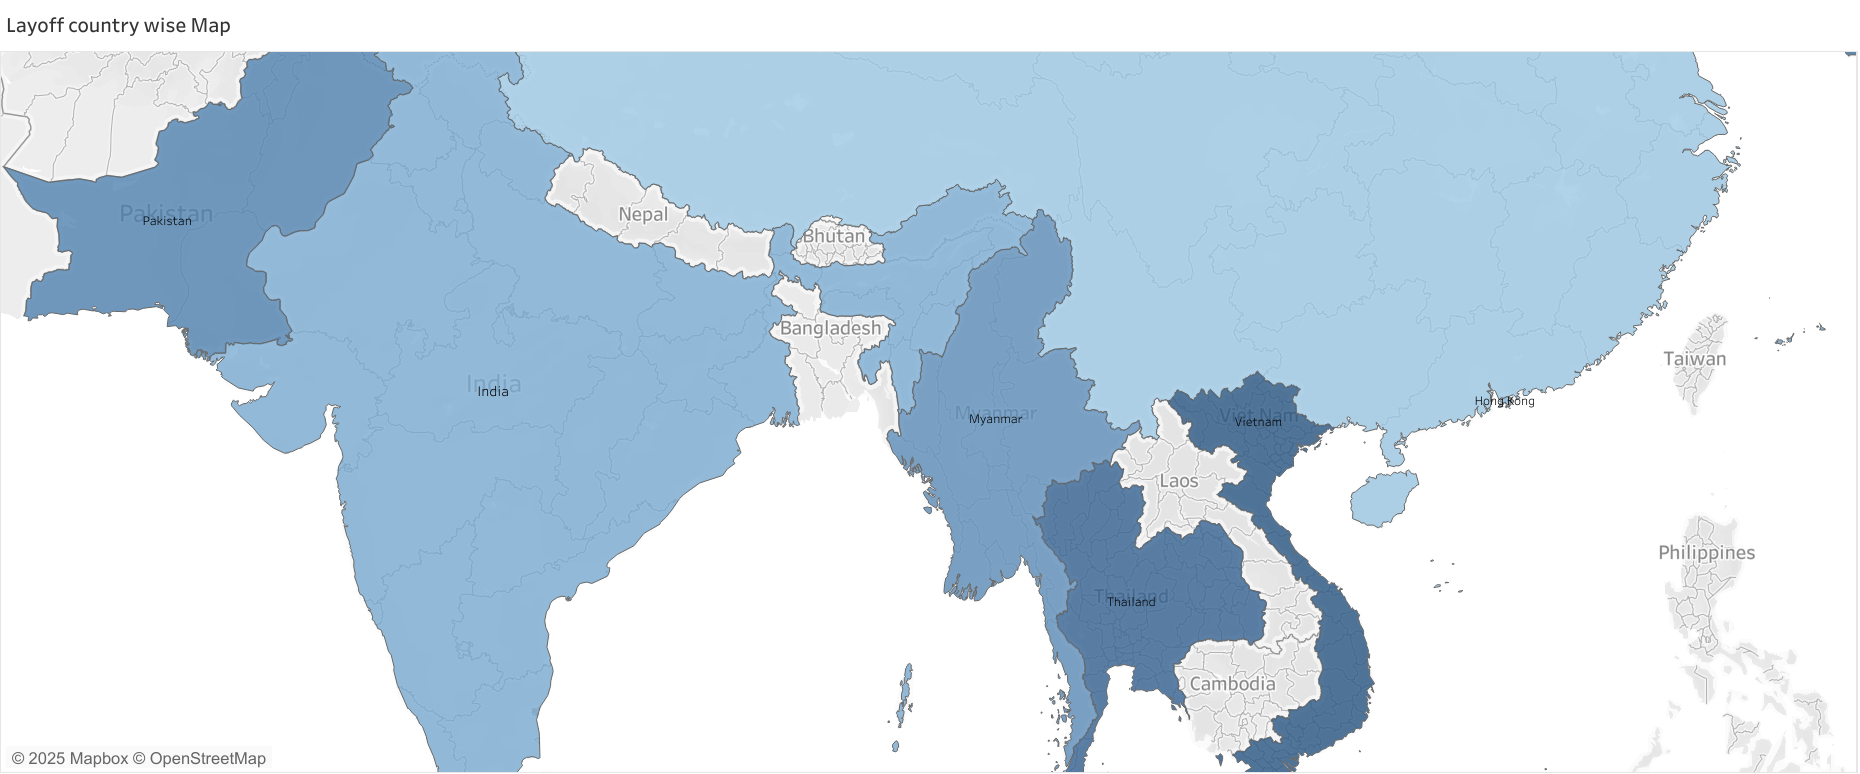 Layoff country wise Map
Pakistan
Pakistan
Nepal
Bhutan
Bangladesh
Taiwan
India
India
Hong Kong
Myanmar
Myanmar
Viet Nam
Vietnam
Laos
Philippines
Thailand
Thailand
Cambodia
© 2025 Mapbox © OpenStreetMap